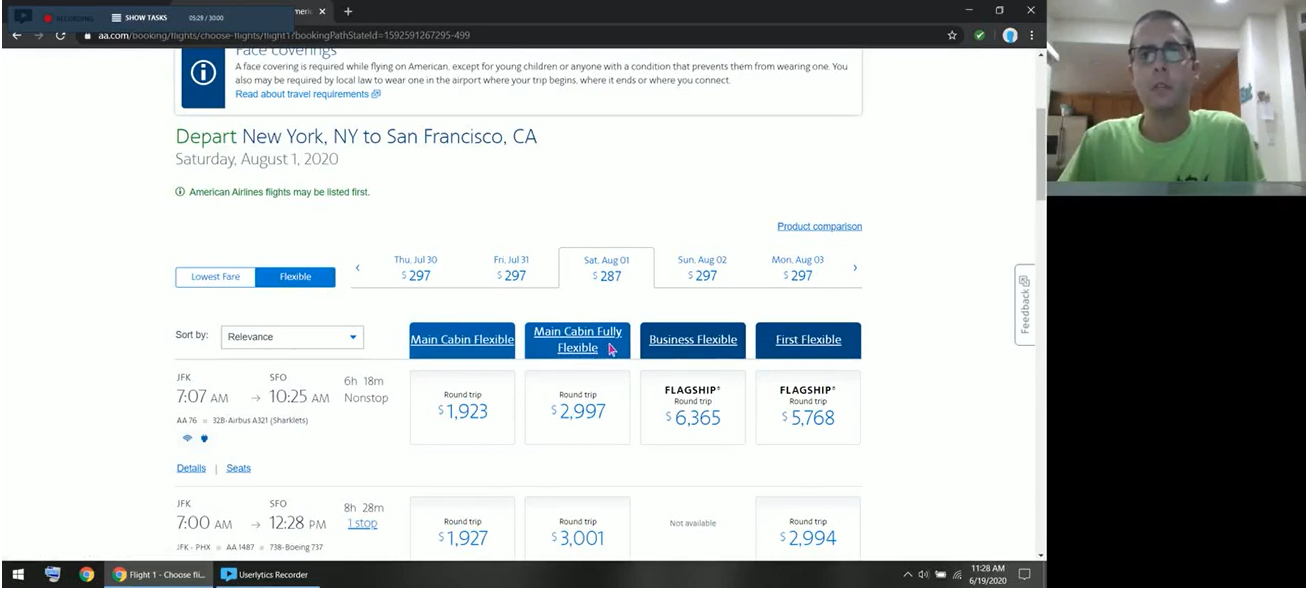 RECORDING
SHOW TASKS
05:29 / 30:00
aa.com/booking/flights/choose-flights/flight1?bookingPathStateId=1592591267295-499
Face coverings
A face covering is required while flying on American, except for young children or anyone with a condition that prevents them from wearing one. You
also may be required by local law to wear one in the airport where your trip begins, where it ends or where you connect.
Read about travel requirements
Depart New York, NY to San Francisco, CA
Saturday, August 1, 2020
American Airlines flights may be listed first.
Product comparison
Lowest Fare
Flexible
Thu, Jul 30
$ 297
Fri, Jul 31
$ 297
Sat, Aug 01
$ 287
Sun, Aug 02
$ 297
Mon, Aug 03
$ 297
Feedback
Sort by:
Relevance
Main Cabin Flexible
Main Cabin Fully
Flexible
Business Flexible
First Flexible
JFK
7:07 AM
SFO
10:25 AM
6h 18m
Nonstop
AA 76
32B-Airbus A321 (Sharklets)
Round trip
$1,923
Round trip
$2,997
FLAGSHIP®
Round trip
$6,365
FLAGSHIP®
Round trip
$5,768
Details | Seats
JFK
7:00 AM
SFO
12:28 PM
8h 28m
1 stop
JFK - PHX
AA 1487
738-Boeing 737
Round trip
$1,927
Round trip
$3,001
Not available
Round trip
$2,994
Flight 1 - Choose fli...
Userlytics Recorder
11:28 AM
6/19/2020